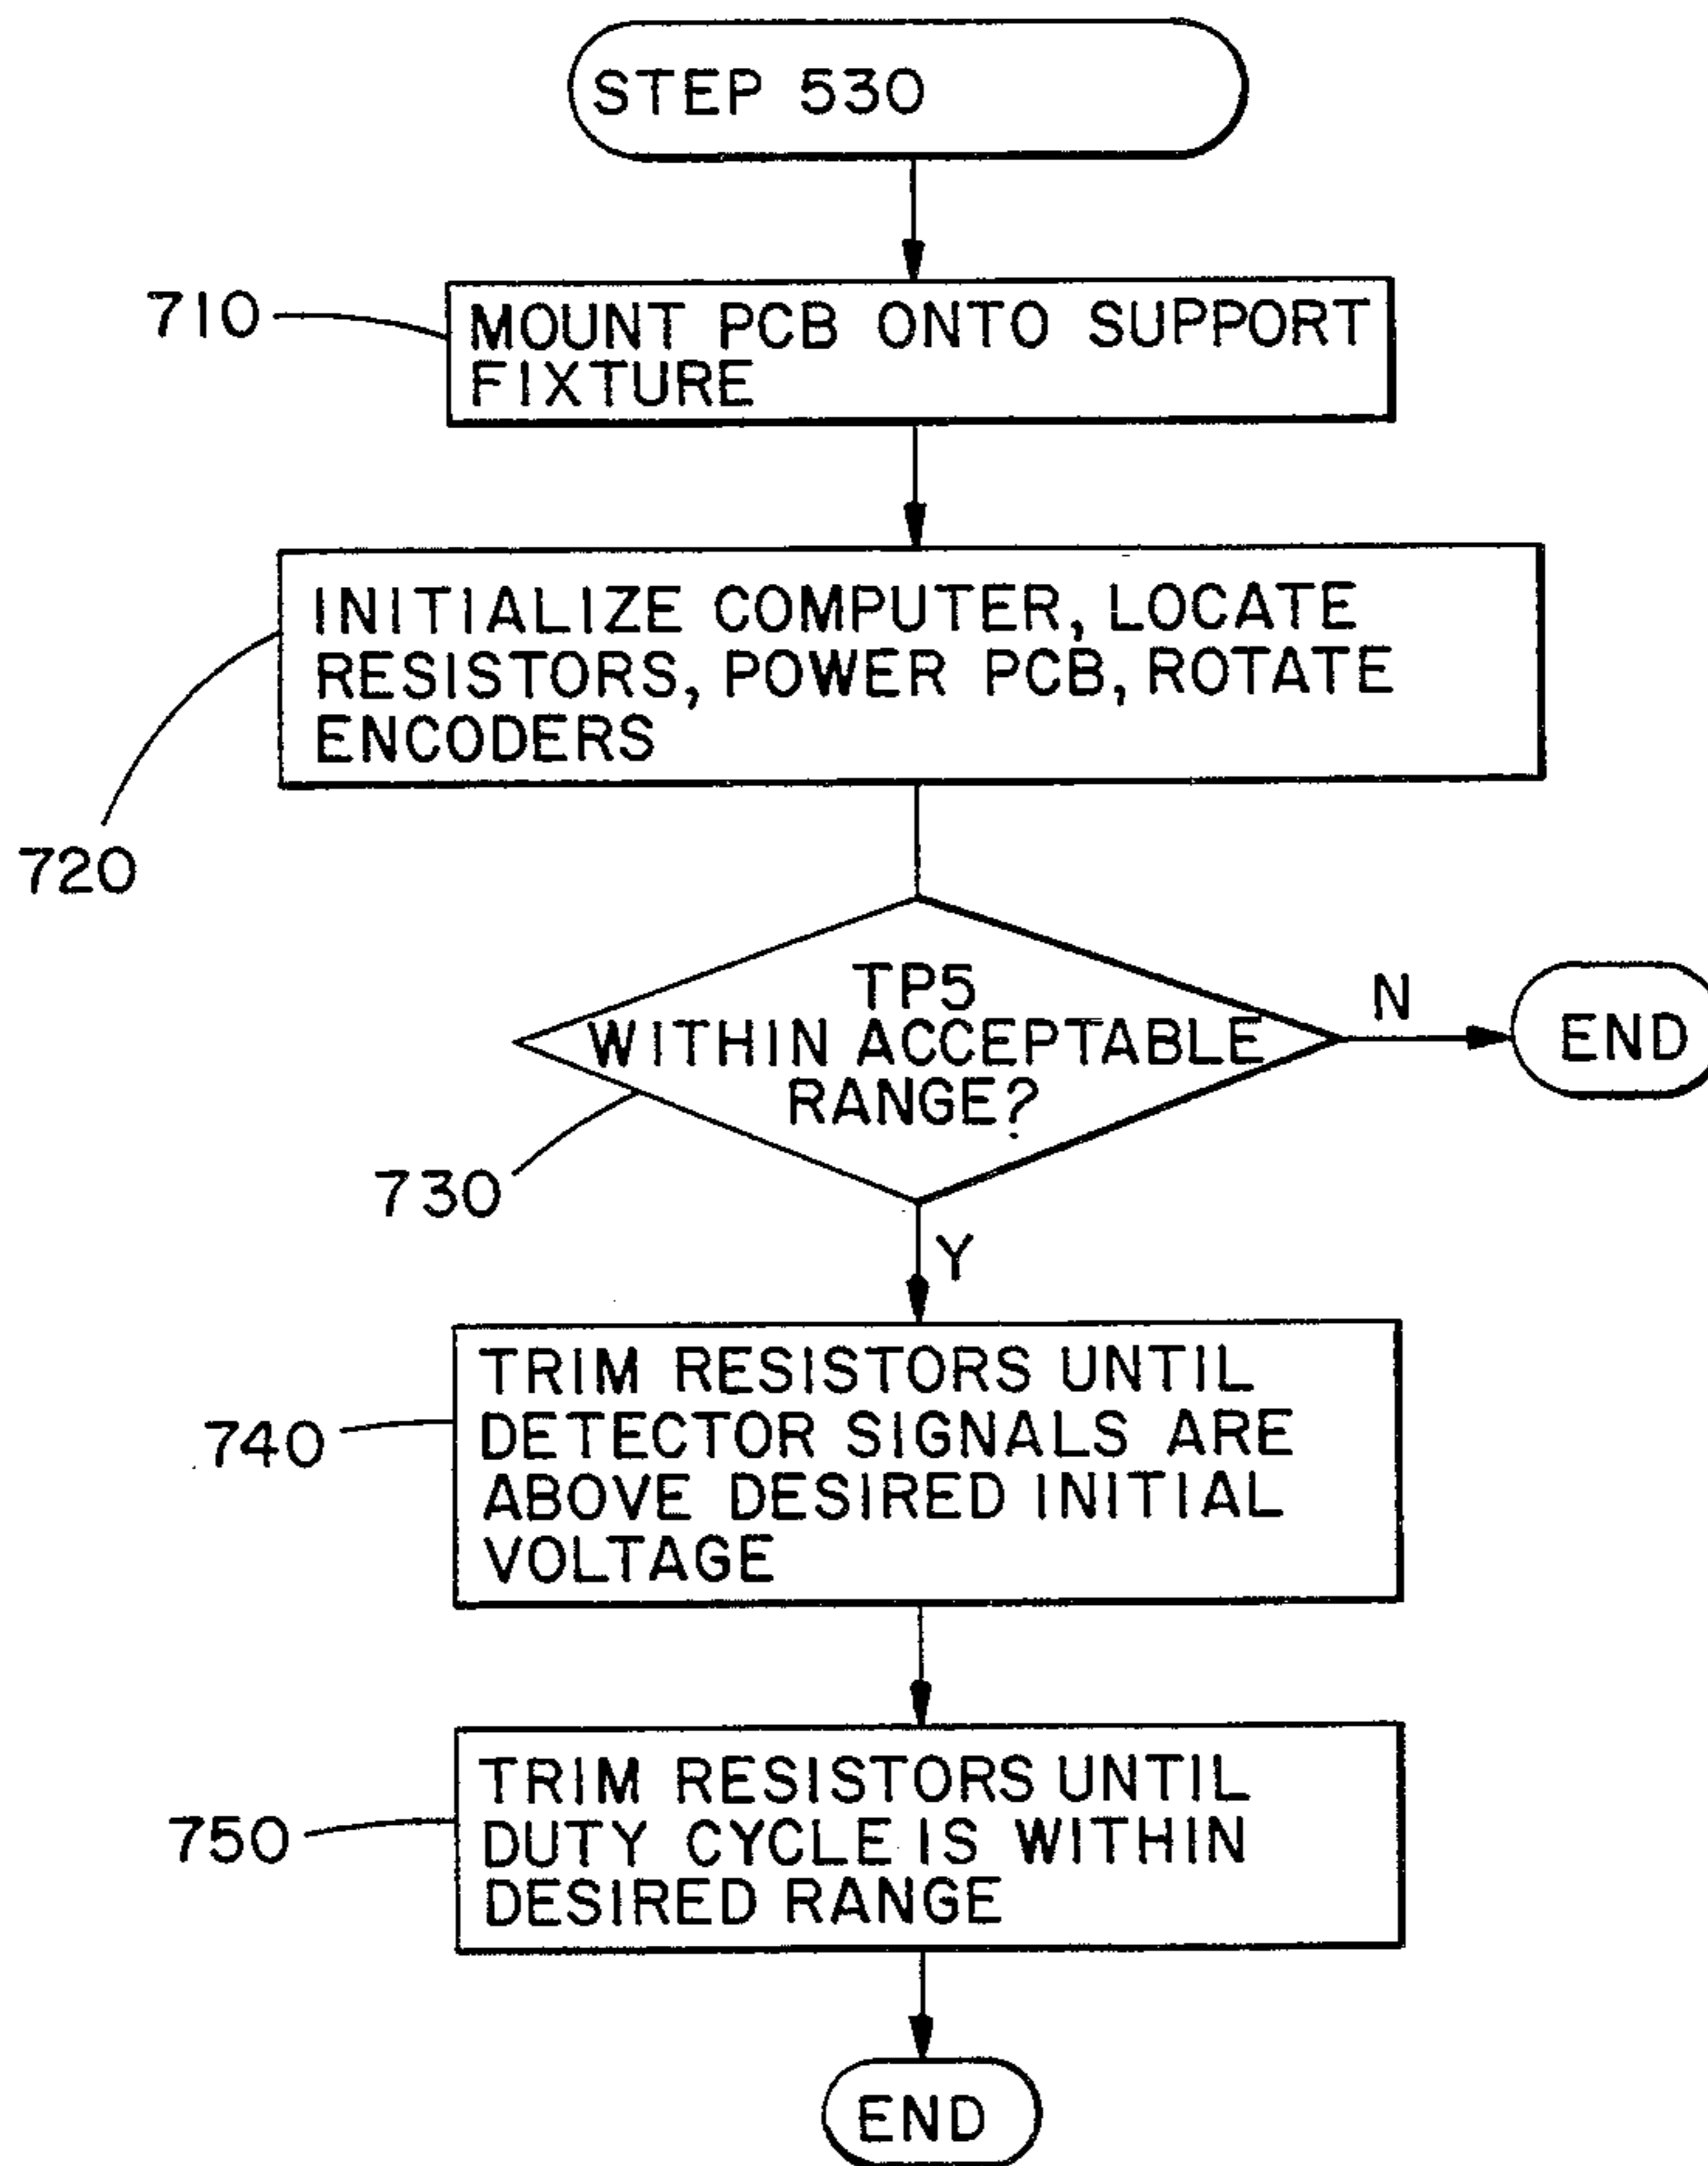 STEP 530
710
MOUNT PCB ONTO SUPPORT
FIXTURE
INITIALIZE COMPUTER, LOCATE
RESISTORS, POWER PCB, ROTATE
ENCODERS
720
TP5
WITHIN ACCEPTABLE
RANGE?
N
END
730
Y
740
TRIM RESISTORS UNTIL
DETECTOR SIGNALS ARE
ABOVE DESIRED INITIAL
VOLTAGE
750
TRIM RESISTORS UNTIL
DUTY CYCLE IS WITHIN
DESIRED RANGE
END